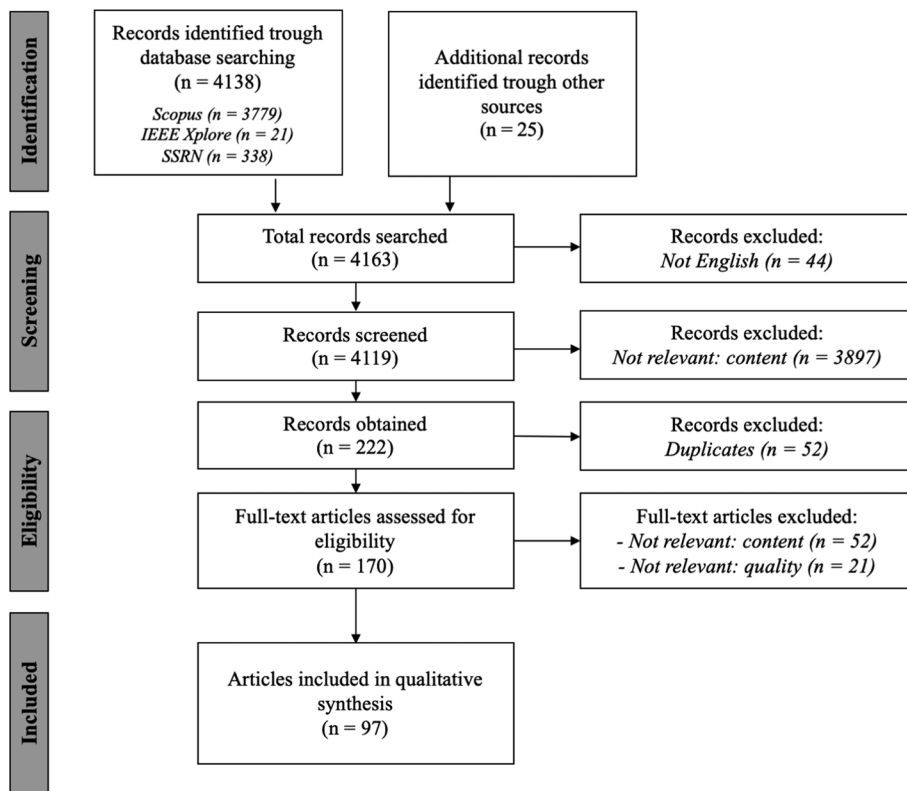 Identification
Records identified trough
database searching
(n = 4138)
Scopus (n = 3779)
IEEE Xplore (n = 21)
SSRN (n = 338)
Additional records
identified trough other
sources
(n = 25)
Screening
Total records searched
(n = 4163)
Records excluded:
Not English (n = 44)
Records screened
(n = 4119)
Records excluded:
Not relevant: content (n = 3897)
Eligibility
Records obtained
(n = 222)
Records excluded:
Duplicates (n = 52)
Full-text articles assessed for
eligibility
(n = 170)
Full-text articles excluded:
- Not relevant: content (n = 52)
- Not relevant: quality (n = 21)
Included
Articles included in qualitative
synthesis
(n = 97)